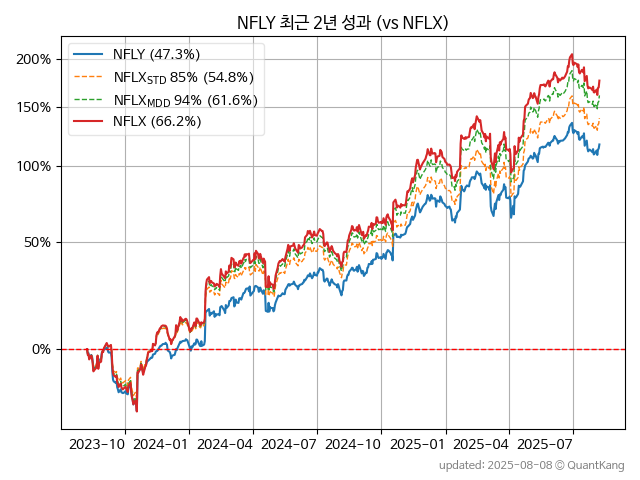 NFLY 최근 2년 성과 (vs NFLX)
NFLY (47.3%)
NFLXSTD 85% (54.8%)
NFLXMDD 94% (61.6%)
NFLX (66.2%)
200%
150%
100%
50%
0%
2023-10 2024-01 2024-04 2024-07 2024-10 2025-01 2025-04 2025-07
updated: 2025-08-08 © QuantKang